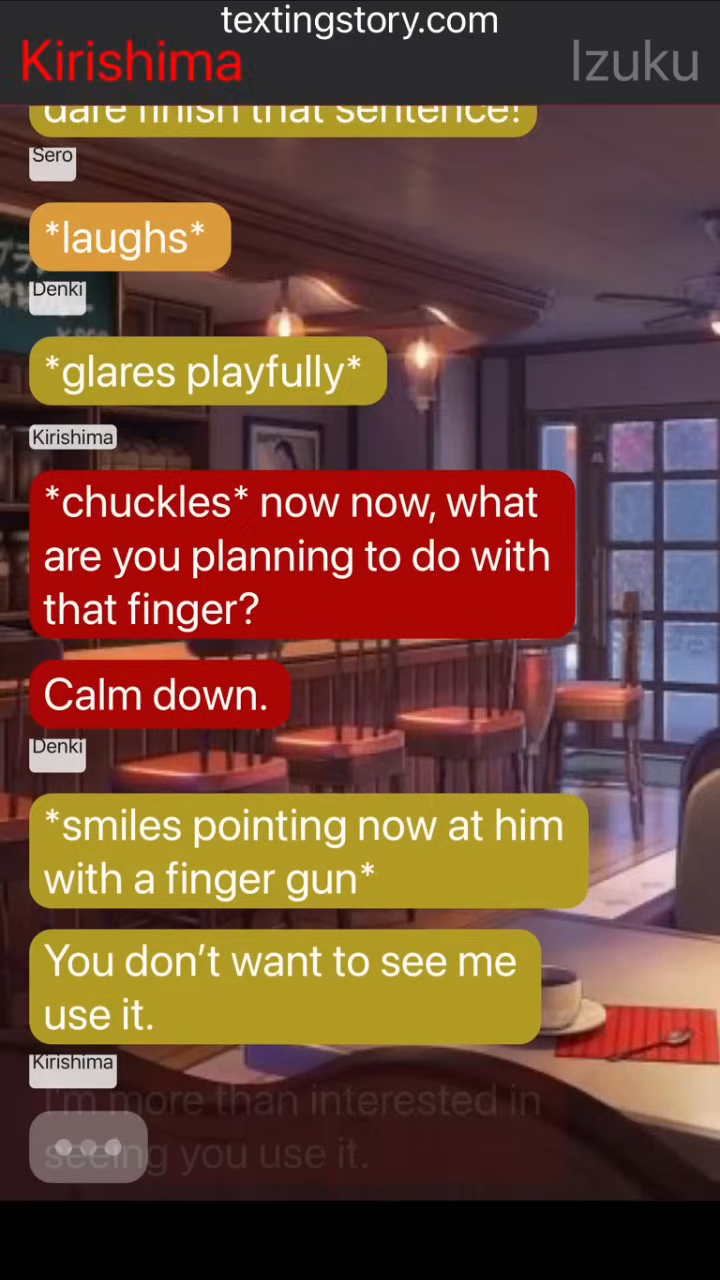 textingstory.com
Kirishima
Izuku
dare finish that sentence!
Sero
*laughs*
Denki
*glares playfully*
Kirishima
*chuckles* now now, what
are you planning to do with
that finger?
Calm down.
Denki
*smiles pointing now at him
with a finger gun*
You don’t want to see me
use it.
Kirishima
I'm more than interested in
seeing you use it.